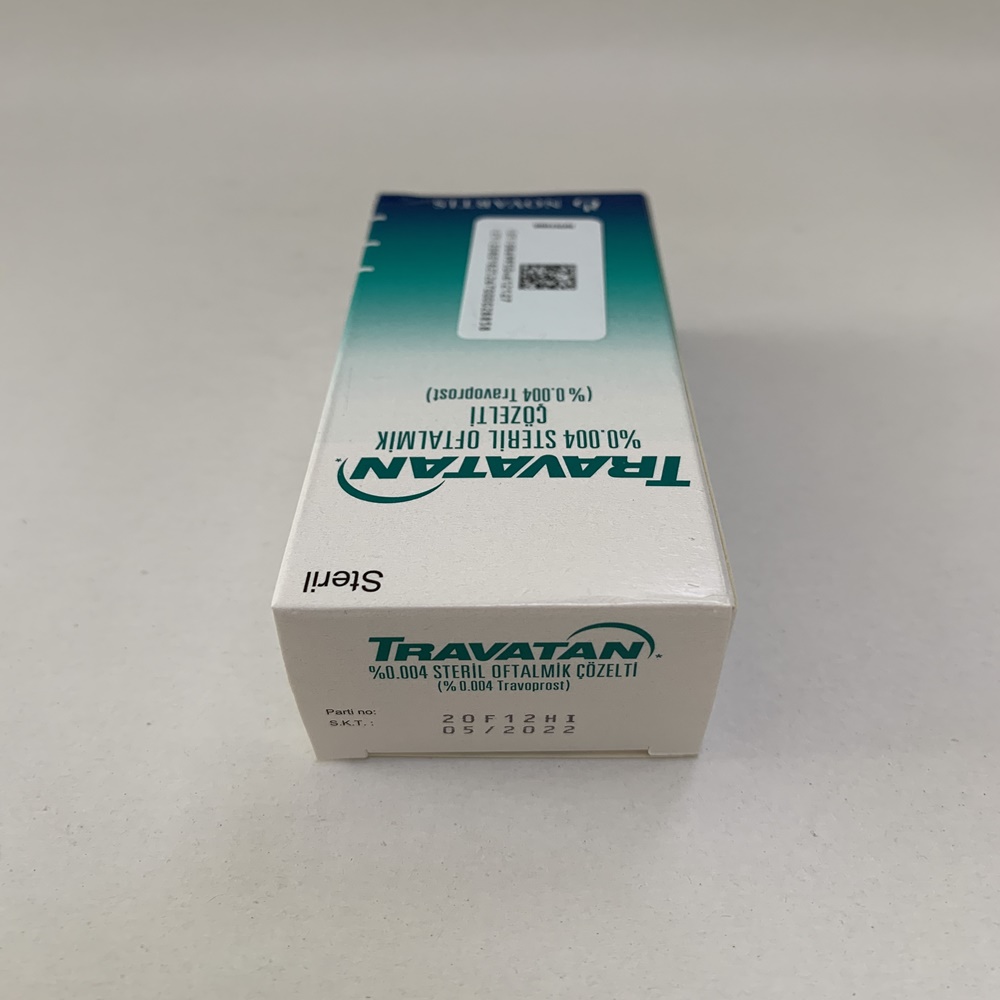 NOVARTIS
TRAVATAN
%0.004 STERİL OFTALMİK
ÇÖZELTİ
(% 0.004 Travoprost)
Steril
TRAVATAN*
%0.004 STERİL OFTALMİK ÇÖZELTİ
(% 0.004 Travoprost)
Parti no: 20F12HI
S.K.T. : 05/2022